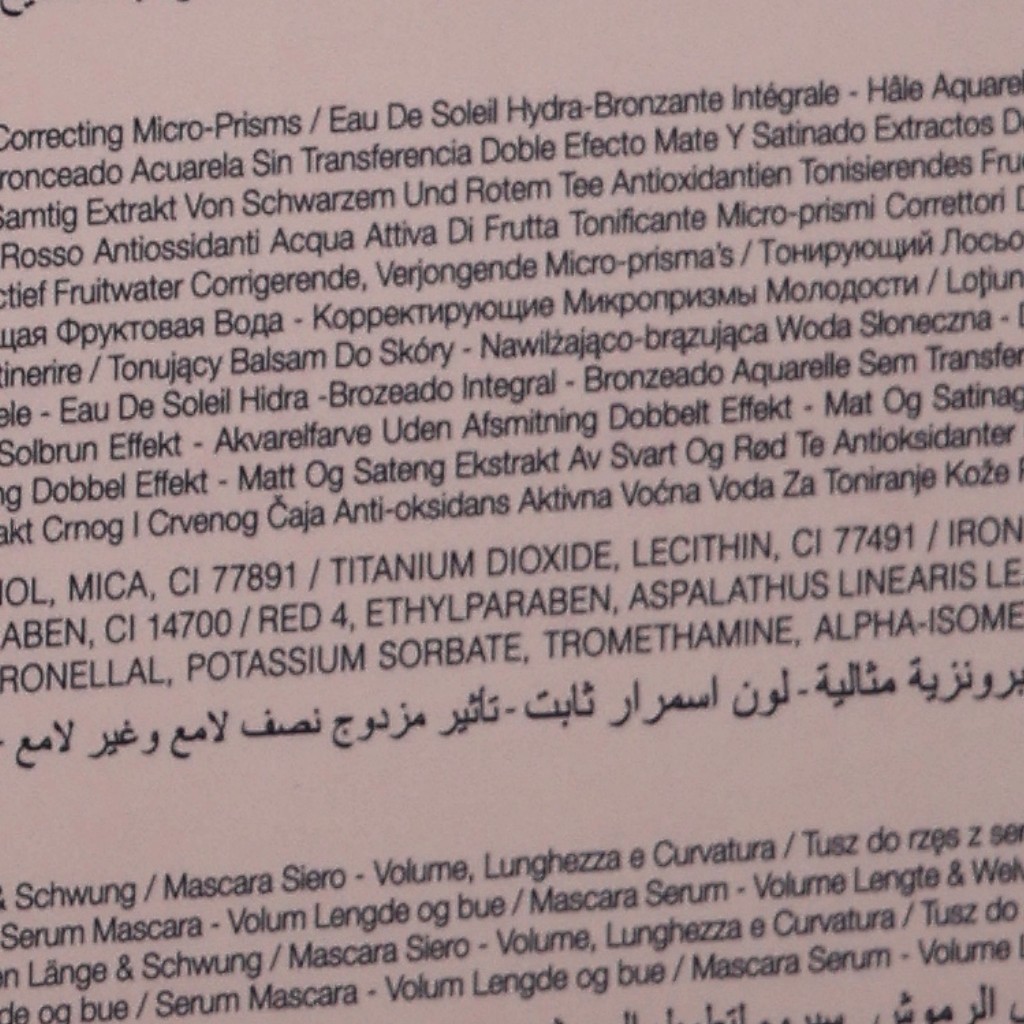 Correcting Micro-Prisms / Eau De Soleil Hydra-Bronzante Intégrale - Hâle Aquarel
ronceado Acuarela Sin Transferencia Doble Efecto Mate Y Satinado Extractos D
Samtig Extrakt Von Schwarzem Und Rotem Tee Antioxidantien Tonisierendes Fru
Rosso Antiossidanti Acqua Attiva Di Frutta Tonificante Micro-prismi Correttori D
ctief Fruitwater Corrigerende, Verjongende Micro-prisma's / Тонирующий Лосьо
щая Фруктовая Вода - Корректирующие Микропризмы Молодости / Loţiun
tinerire / Tonujący Balsam Do Skóry - Nawilżająco-brązująca Woda Słoneczna -
ele - Eau De Soleil Hidra -Brozeado Integral - Bronzeado Aquarelle Sem Transfer
Solbrun Effekt - Akvarelfarve Uden Afsmitning Dobbelt Effekt - Mat Og Satinag
ng Dobbel Effekt - Matt Og Sateng Ekstrakt Av Svart Og Rød Te Antioksidanter
akt Crnog I Crvenog Čaja Anti-oksidans Aktivna Voćna Voda Za Toniranje Kože
IOL, MICA, CI 77891 / TITANIUM DIOXIDE, LECITHIN, CI 77491 / IRON
ABEN, CI 14700 / RED 4, ETHYLPARABEN, ASPALATHUS LINEARIS LE
RONELLAL, POTASSIUM SORBATE, TROMETHAMINE, ALPHA-ISOME
برونزية مثالية - لون اسمرار ثابت - تأثير مزدوج نصف لامع وغير لامع -
& Schwung / Mascara Siero - Volume, Lunghezza e Curvatura / Tusz do rzęs z ser
Serum Mascara - Volum Lengde og bue / Mascara Serum - Volume Lengte & Welv
en Länge & Schwung / Mascara Siero - Volume, Lunghezza e Curvatura / Tusz do
de og bue / Serum Mascara - Volum Lengde og bue / Mascara Serum - Volume
الرموش